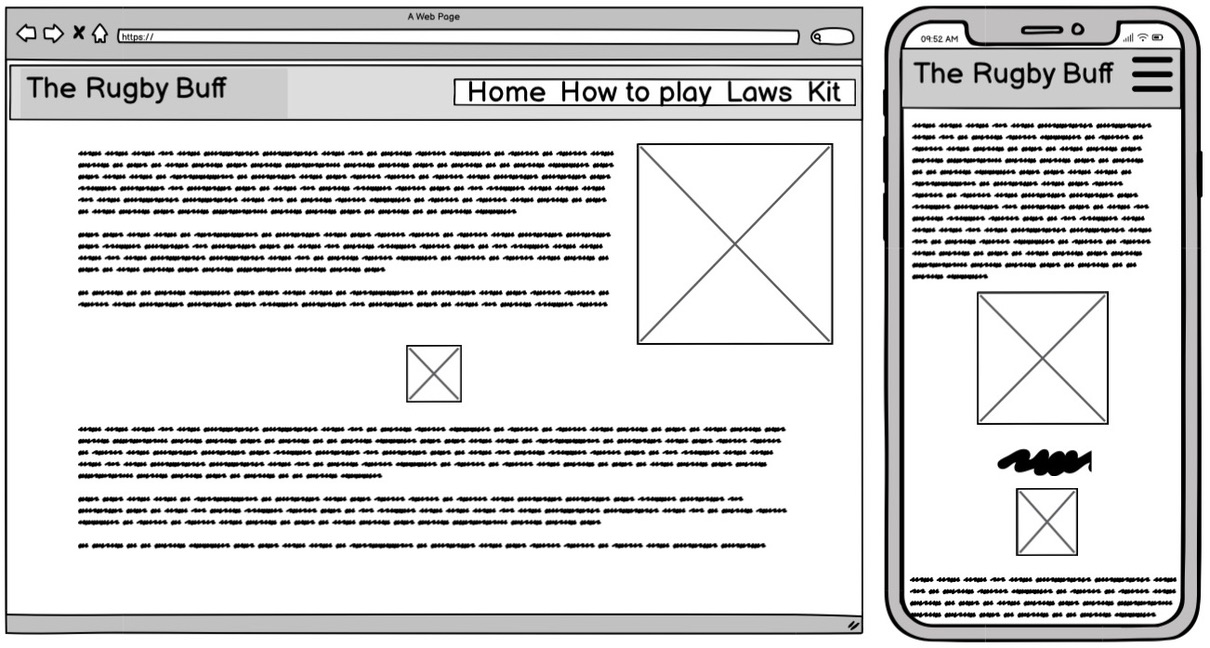 A Web Page
https://
The Rugby Buff
Home How to play Laws Kit
09:52 AM
The Rugby Buff